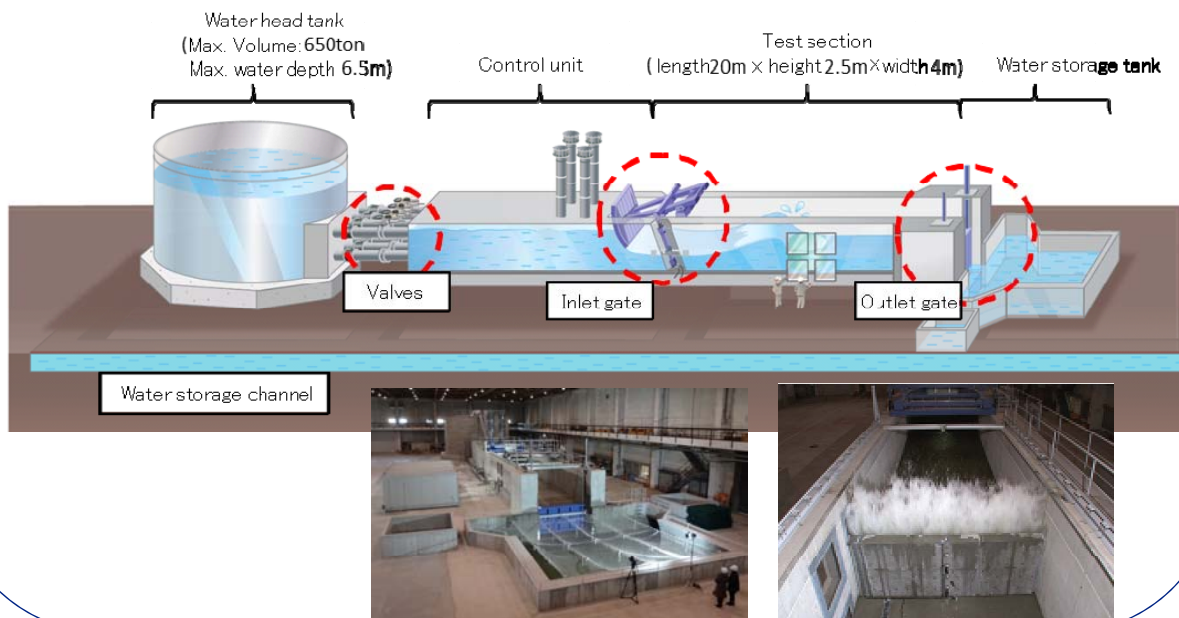 Water head tank
(Max. Volume: 650ton
Max. water depth 6.5m)
Control unit
Test section
( length20m × height 2.5m×width4m)
Water storage tank
Valves
Inlet gate
Outlet gate
Water storage channel